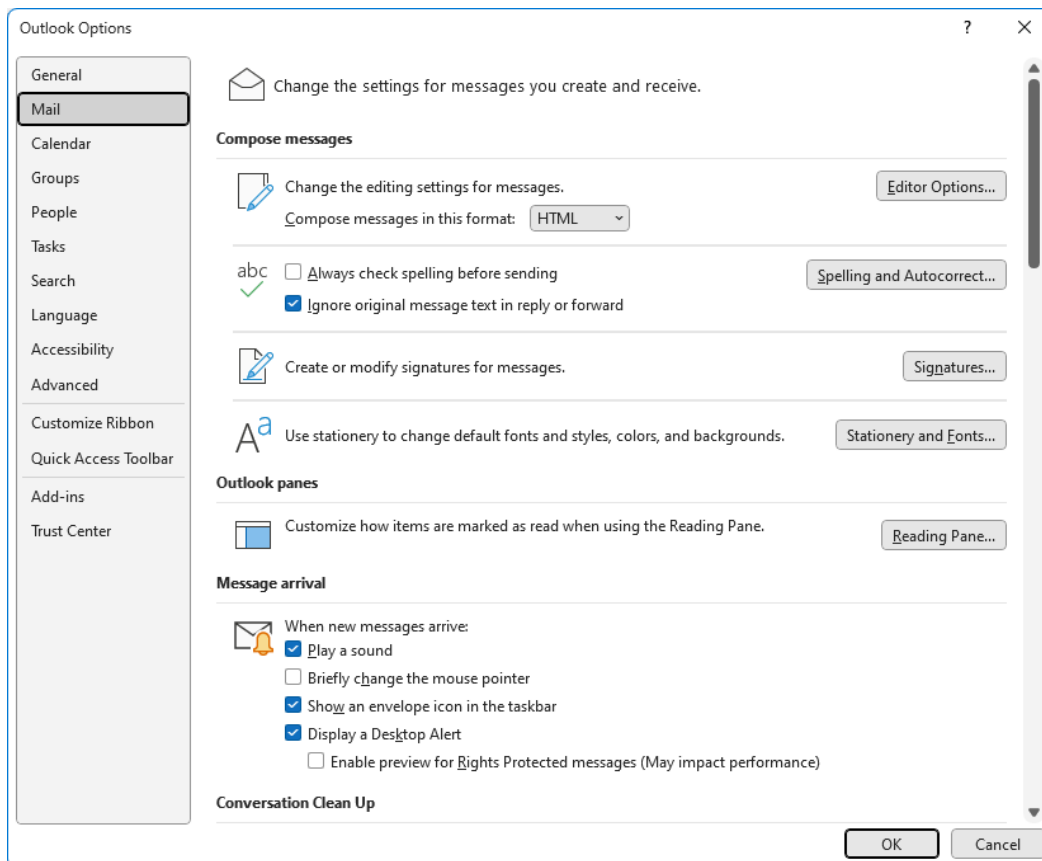 Outlook Options
?
General
Mail
Calendar
Groups
People
Tasks
Search
Language
Accessibility
Advanced
Customize Ribbon
Quick Access Toolbar
Add-ins
Trust Center
Change the settings for messages you create and receive.
Compose messages
Change the editing settings for messages.
Editor Options...
Compose messages in this format:
HTML
abc
Always check spelling before sending
Spelling and Autocorrect...
Ignore original message text in reply or forward
Create or modify signatures for messages.
Signatures...
Aa
Use stationery to change default fonts and styles, colors, and backgrounds.
Stationery and Fonts...
Outlook panes
Customize how items are marked as read when using the Reading Pane.
Reading Pane...
Message arrival
When new messages arrive:
Play a sound
Briefly change the mouse pointer
Show an envelope icon in the taskbar
Display a Desktop Alert
Enable preview for Rights Protected messages (May impact performance)
Conversation Clean Up
OK
Cancel